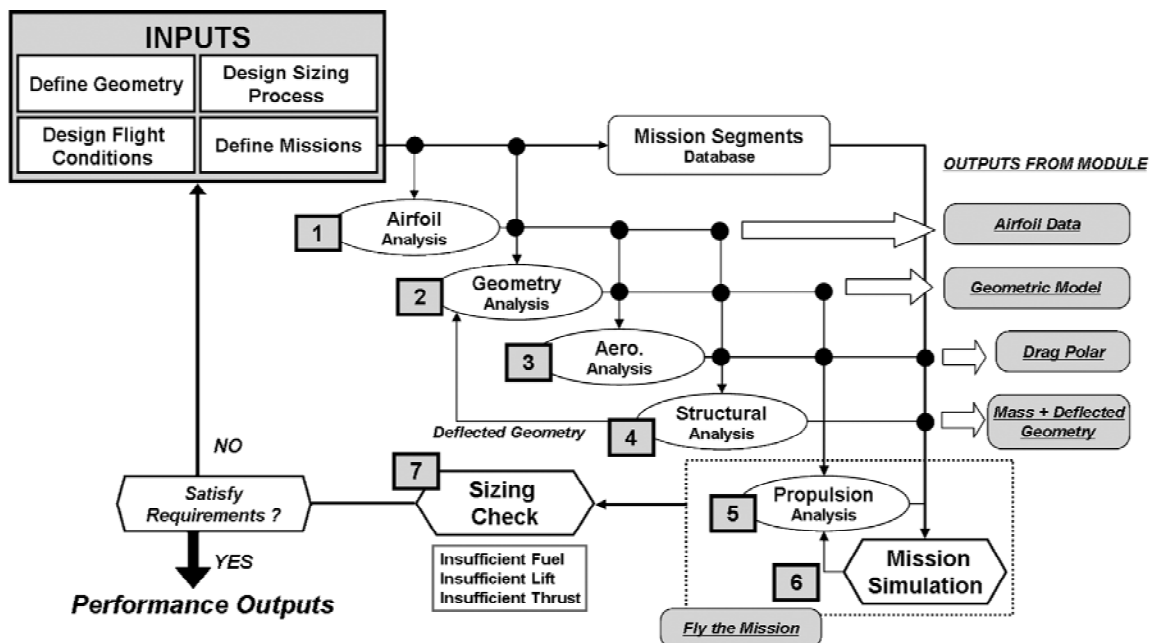 INPUTS
Define Geometry
Design Sizing
Process
Design Flight
Conditions
Define Missions
Mission Segments
Database
OUTPUTS FROM MODULE
1
Airfoil
Analysis
Airfoil Data
2
Geometry
Analysis
Geometric Model
3
Aero.
Analysis
Drag Polar
4
Structural
Analysis
Mass + Deflected
Geometry
Deflected Geometry
NO
7
Sizing
Check
Satisfy
Requirements ?
YES
Insufficient Fuel
Insufficient Lift
Insufficient Thrust
5
Propulsion
Analysis
6
Mission
Simulation
Performance Outputs
Fly the Mission